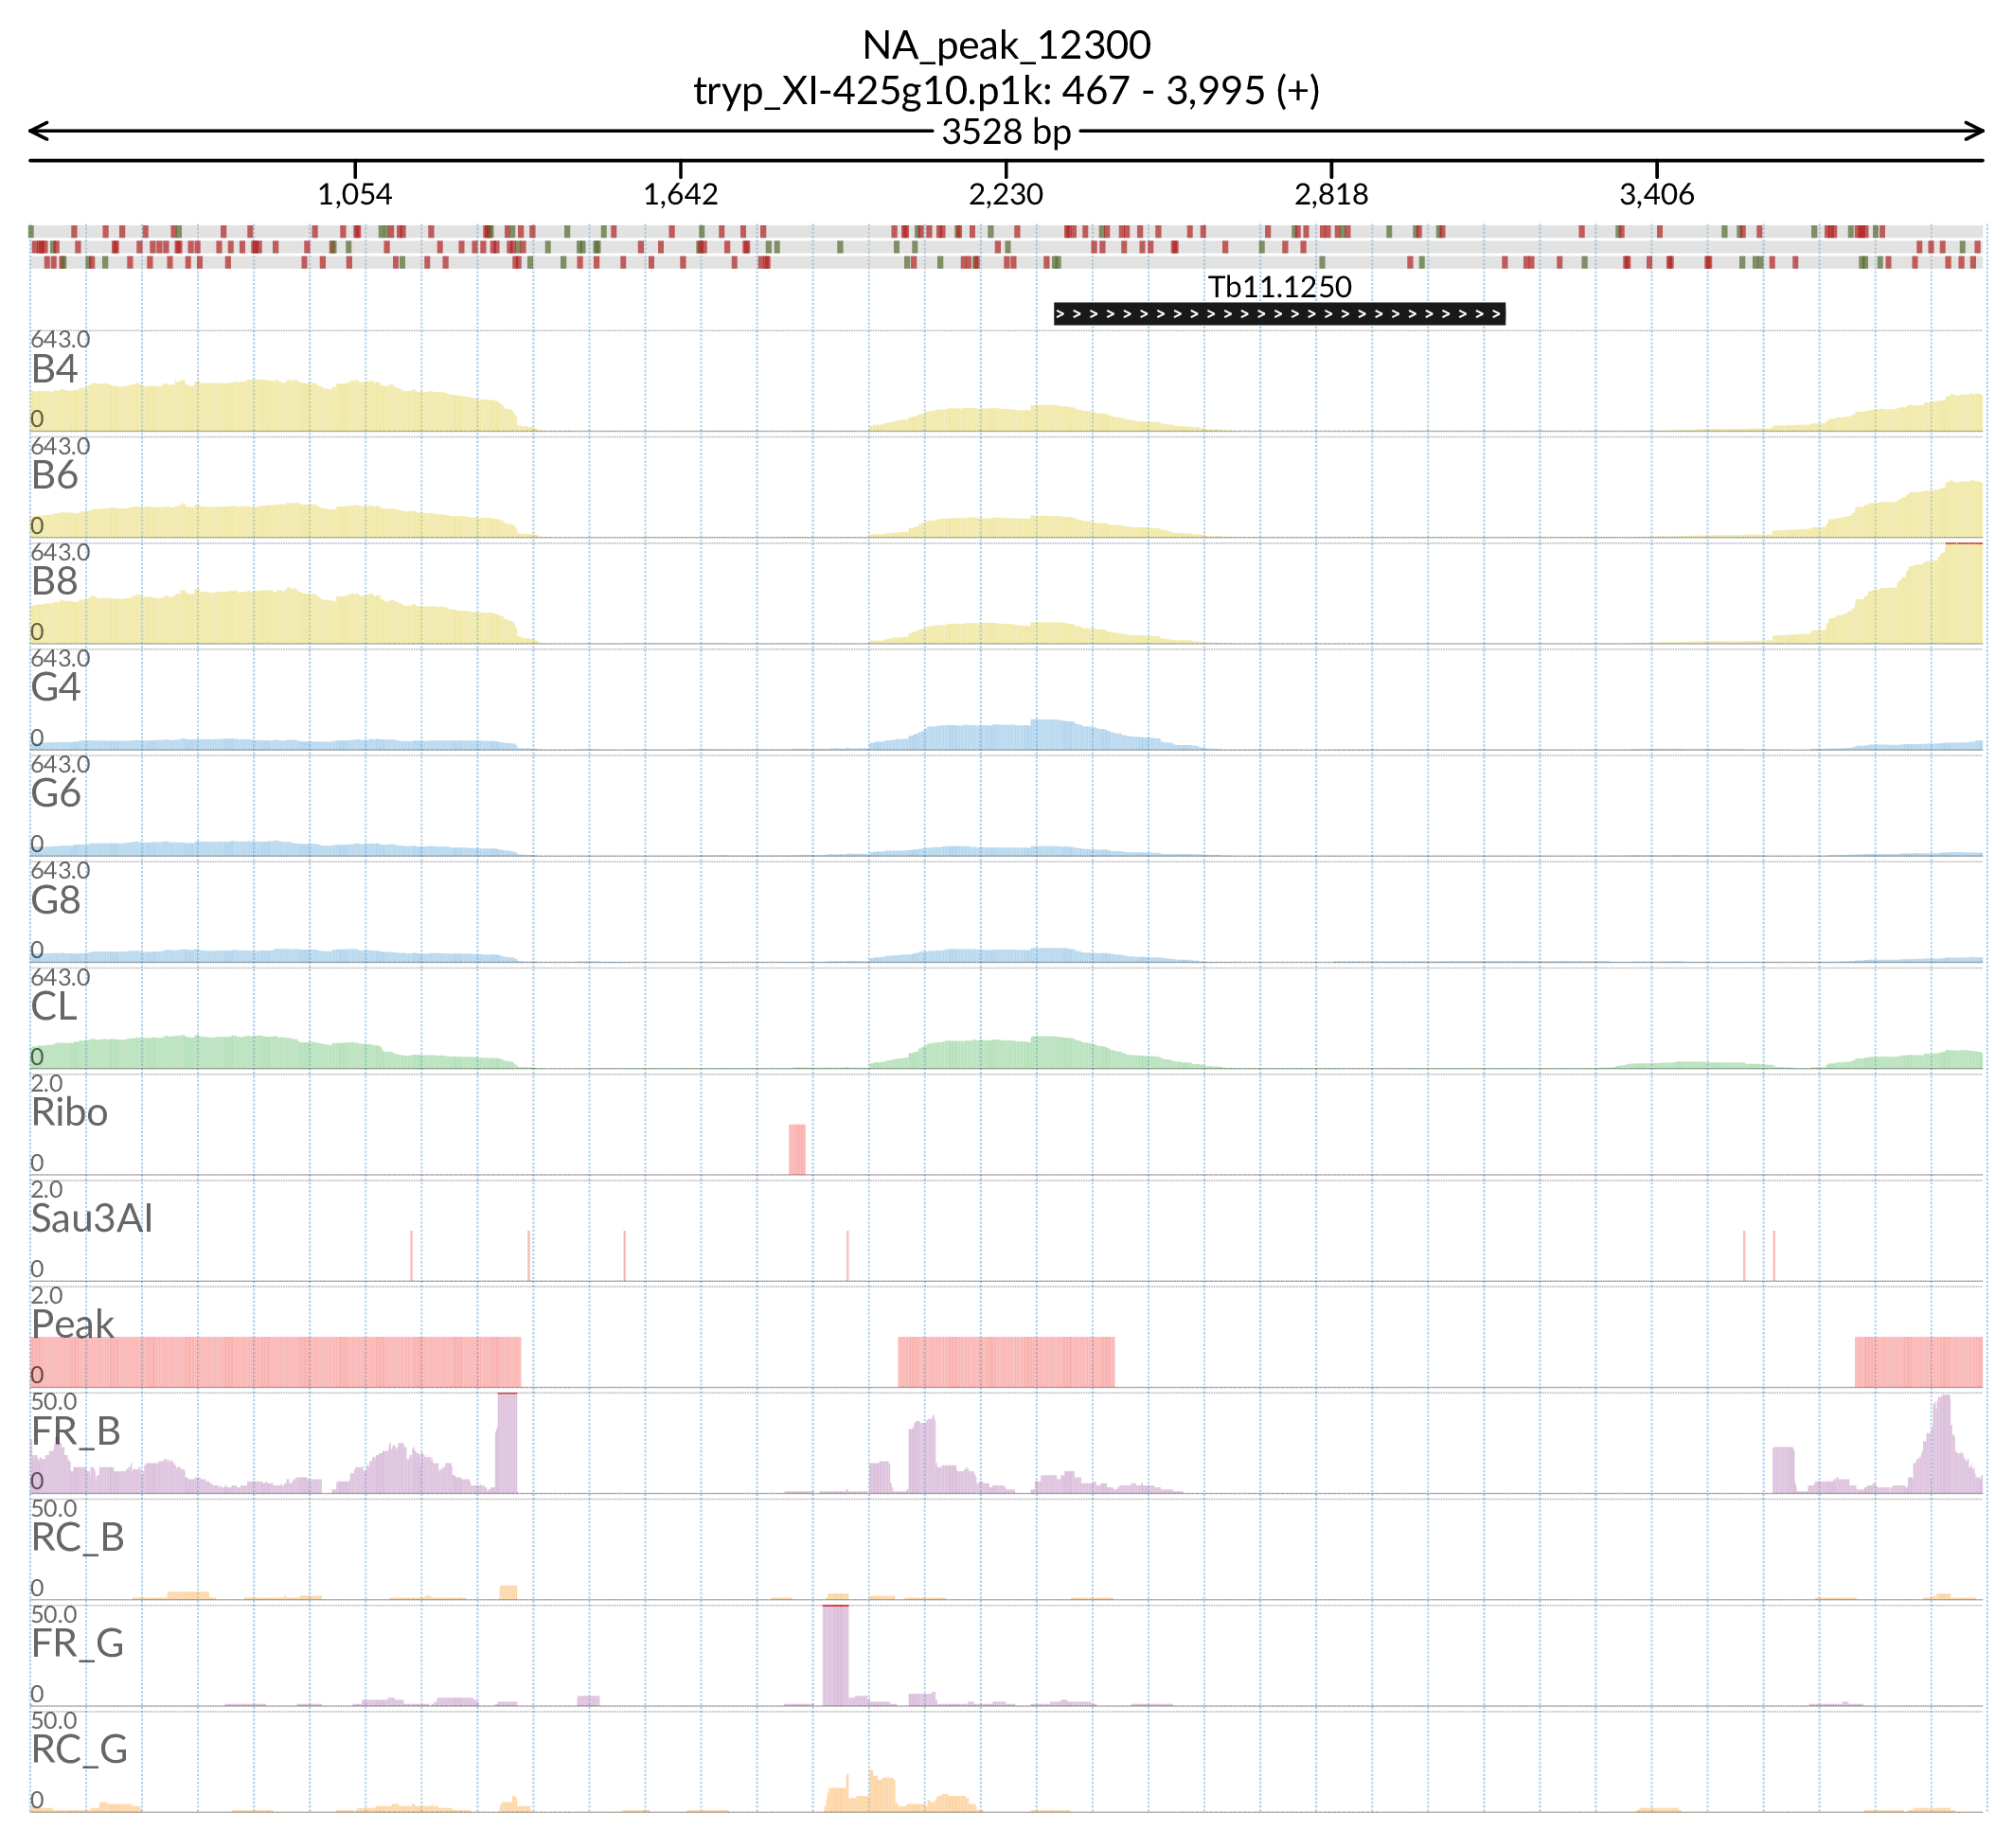 NA_peak_12300
tryp_XI-425g10.p1k: 467 - 3,995 (+)
3528 bp
1,054 1,642 2,230 2,818 3,406
Tb11.1250
643.0
B4
0
643.0
B6
0
643.0
B8
0
643.0
G4
0
643.0
G6
0
643.0
G8
0
643.0
CL
0
2.0
Ribo
0
2.0
Sau3AI
0
2.0
Peak
0
50.0
FR_B
0
50.0
RC_B
0
50.0
FR_G
0
50.0
RC_G
0